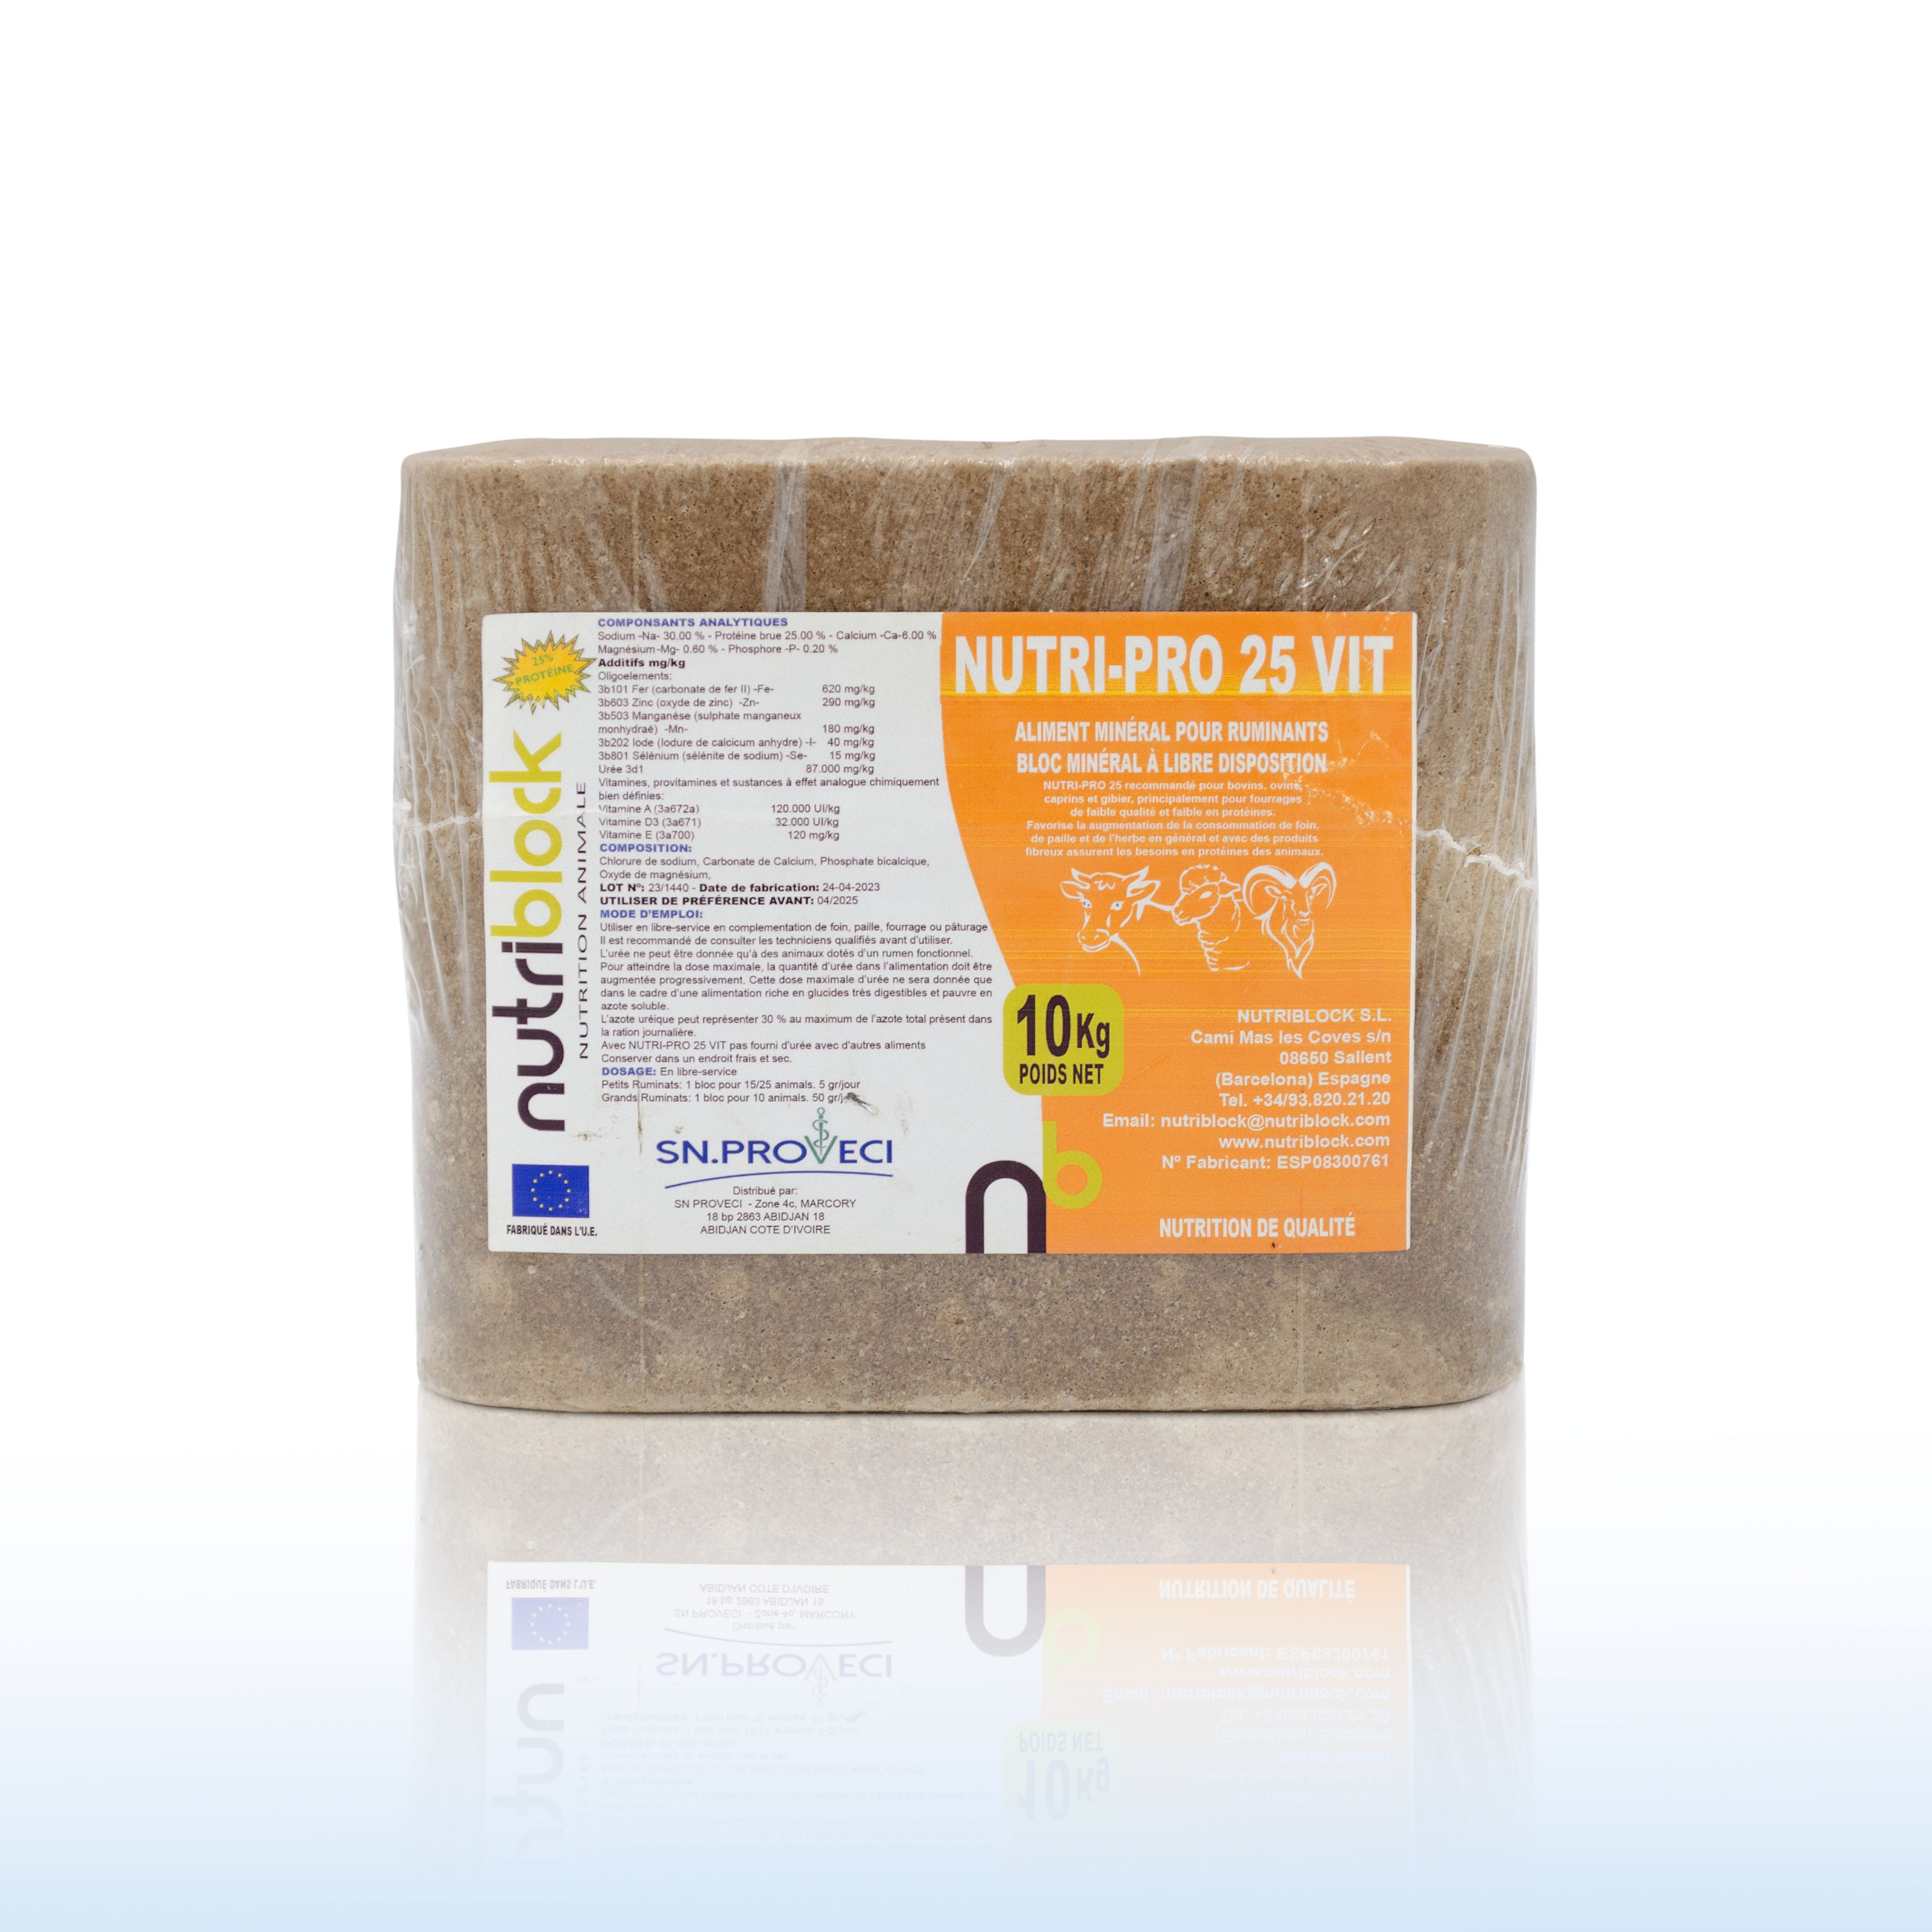 25%
PROTÉINE
nutriblock
NUTRITION ANIMALE
COMPONSANTS ANALYTIQUES
Sodium -Na- 30.00 % - Protéine brue 25.00 % - Calcium -Ca-6.00 %
Magnésium-Mg- 0.60 % - Phosphore -P- 0.20 %
Additifs mg/kg
Oligoelements:
3b101 Fer (carbonate de fer II) -Fe- 620 mg/kg
3b603 Zinc (oxyde de zinc) -Zn- 290 mg/kg
3b503 Manganèse (sulphate manganeux
monhydraé) -Mn- 180 mg/kg
3b202 Iode (Iodure de calcicum anhydre) -I- 40 mg/kg
3b801 Sélénium (sélénite de sodium) -Se- 15 mg/kg
Urée 3d1 87.000 mg/kg
Vitamines, provitamines et sustances à effet analogue chimiquement
bien définies:
Vitamine A (3a672a) 120.000 UI/kg
Vitamine D3 (3a671) 32.000 UI/kg
Vitamine E (3a700) 120 mg/kg
COMPOSITION:
Chlorure de sodium, Carbonate de Calcium, Phosphate bicalcique,
Oxyde de magnésium,
LOT Nº: 23/1440 - Date de fabrication: 24-04-2023
UTILISER DE PRÉFÉRENCE AVANT: 04/2025
MODE D'EMPLOI:
Utiliser en libre-service en complementation de foin, paille, fourrage ou pâturage
Il est recommandé de consulter les techniciens qualifiés avant d'utiliser.
L'urée ne peut être donnée qu'à des animaux dotés d'un rumen fonctionnel.
Pour atteindre la dose maximale, la quantité d'urée dans l'alimentation doit être
augmentée progressivement. Cette dose maximale d'urée ne sera donnée que
dans le cadre d'une alimentation riche en glucides très digestibles et pauvre en
azote soluble.
L'azote uréique peut représenter 30 % au maximum de l'azote total présent dans
la ration journalière.
Avec NUTRI-PRO 25 VIT pas fourni d'urée avec d'autres aliments
Conserver dans un endroit frais et sec.
DOSAGE: En libre-service
Petits Ruminats: 1 bloc pour 15/25 animals. 5 gr/jour
Grands Ruminats: 1 bloc pour 10 animals. 50 gr/j
SN.PROVECI
Distribué par:
SN PROVECI - Zone 4c, MARCORY
18 bp 2863 ABIDJAN 18
ABIDJAN COTE D'IVOIRE
FABRIQUÉ DANS L'U.E.
NUTRI-PRO 25 VIT
ALIMENT MINÉRAL POUR RUMINANTS
BLOC MINÉRAL À LIBRE DISPOSITION
NUTRI-PRO 25 recommandé pour bovins, ovins,
caprins et gibier, principalement pour fourrages
de faible qualité et faible en protéines.
Favorise la augmentation de la consommation de foin,
de paille et de l'herbe en général et avec des produits
fibreux assurent les besoins en protéines des animaux.
10Kg
POIDS NET
NUTRIBLOCK S.L.
Cami Mas les Coves s/n
08650 Sallent
(Barcelona) Espagne
Tel. +34/93.820.21.20
Email: nutriblock@nutriblock.com
www.nutriblock.com
Nº Fabricant: ESP08300761
nb
NUTRITION DE QUALITÉ